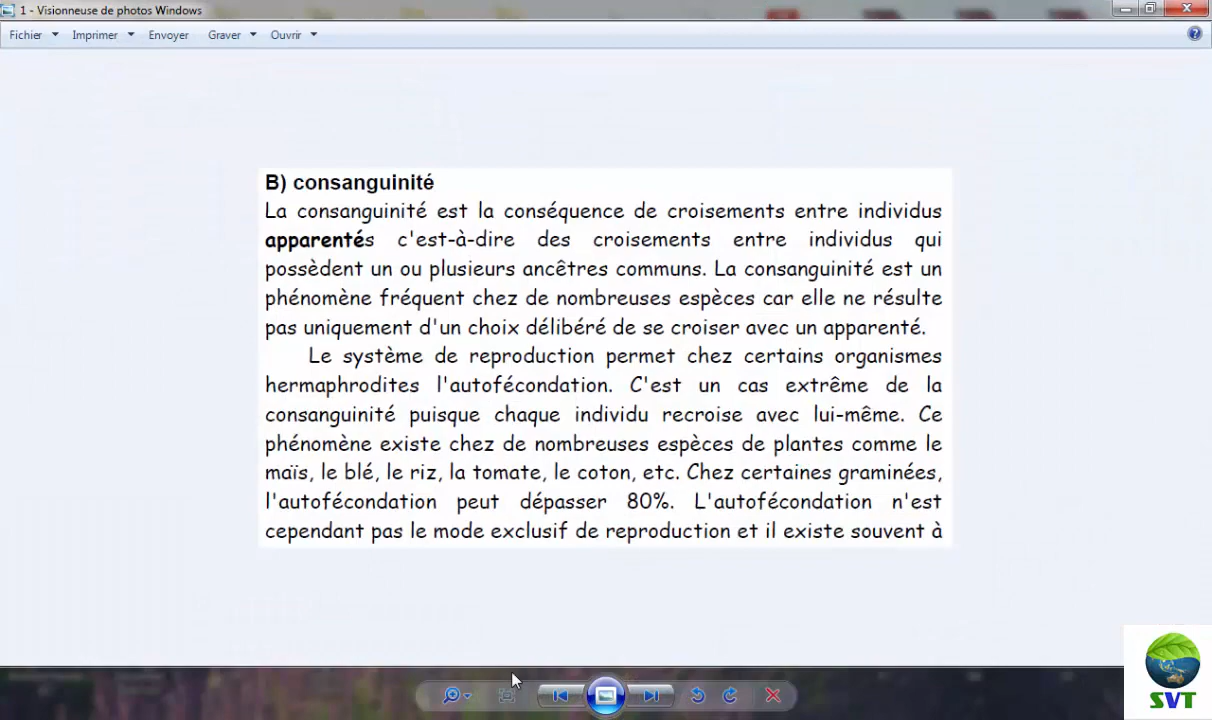 1 - Visionneuse de photos Windows
Fichier Imprimer Envoyer Graver Ouvrir
B) consanguinité
La consanguinité est la conséquence de croisements entre individus
apparentés c'est-à-dire des croisements entre individus qui
possèdent un ou plusieurs ancêtres communs. La consanguinité est un
phénomène fréquent chez de nombreuses espèces car elle ne résulte
pas uniquement d'un choix délibéré de se croiser avec un apparenté.
Le système de reproduction permet chez certains organismes
hermaphrodites l'autofécondation. C'est un cas extrême de la
consanguinité puisque chaque individu recroise avec lui-même. Ce
phénomène existe chez de nombreuses espèces de plantes comme le
maïs, le blé, le riz, la tomate, le coton, etc. Chez certaines graminées,
l'autofécondation peut dépasser 80%. L'autofécondation n'est
cependant pas le mode exclusif de reproduction et il existe souvent à
SVT